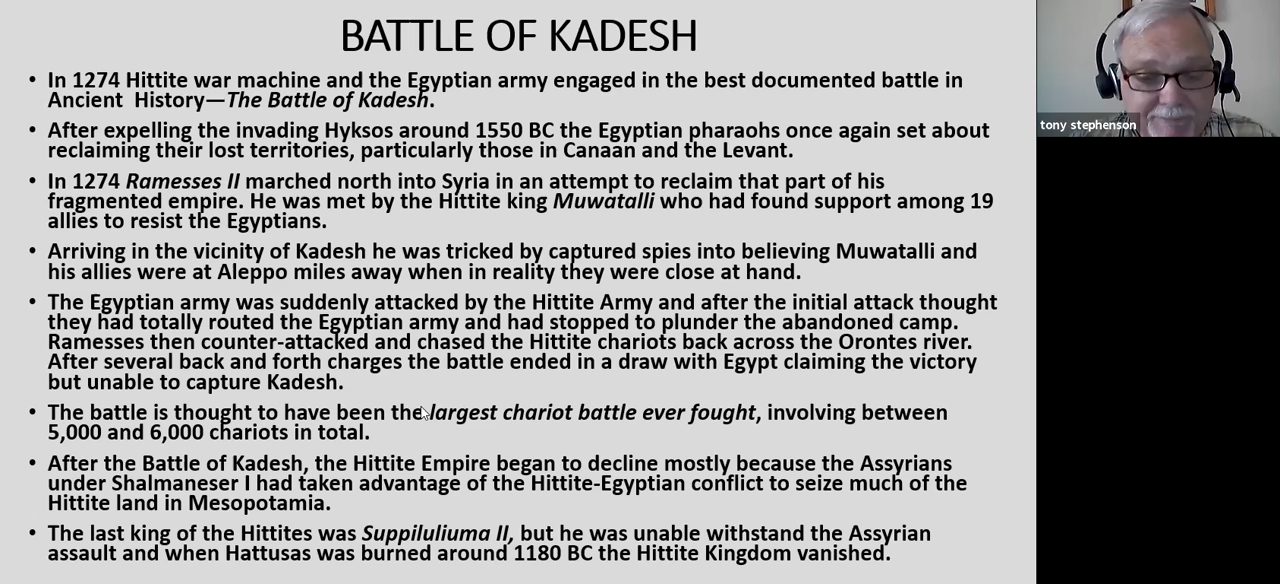 BATTLE OF KADESH
• In 1274 Hittite war machine and the Egyptian army engaged in the best documented battle in
Ancient  History—The Battle of Kadesh.
• After expelling the invading Hyksos around 1550 BC the Egyptian pharaohs once again set about
reclaiming their lost territories, particularly those in Canaan and the Levant.
• In 1274 Ramesses II marched north into Syria in an attempt to reclaim that part of his
fragmented empire. He was met by the Hittite king Muwatalli who had found support among 19
allies to resist the Egyptians.
• Arriving in the vicinity of Kadesh he was tricked by captured spies into believing Muwatalli and
his allies were at Aleppo miles away when in reality they were close at hand.
• The Egyptian army was suddenly attacked by the Hittite Army and after the initial attack thought
they had totally routed the Egyptian army and had stopped to plunder the abandoned camp.
Ramesses then counter-attacked and chased the Hittite chariots back across the Orontes river.
After several back and forth charges the battle ended in a draw with Egypt claiming the victory
but unable to capture Kadesh.
• The battle is thought to have been the largest chariot battle ever fought, involving between
5,000 and 6,000 chariots in total.
• After the Battle of Kadesh, the Hittite Empire began to decline mostly because the Assyrians
under Shalmaneser I had taken advantage of the Hittite-Egyptian conflict to seize much of the
Hittite land in Mesopotamia.
• The last king of the Hittites was Suppiluliuma II, but he was unable withstand the Assyrian
assault and when Hattusas was burned around 1180 BC the Hittite Kingdom vanished.
tony stephenson